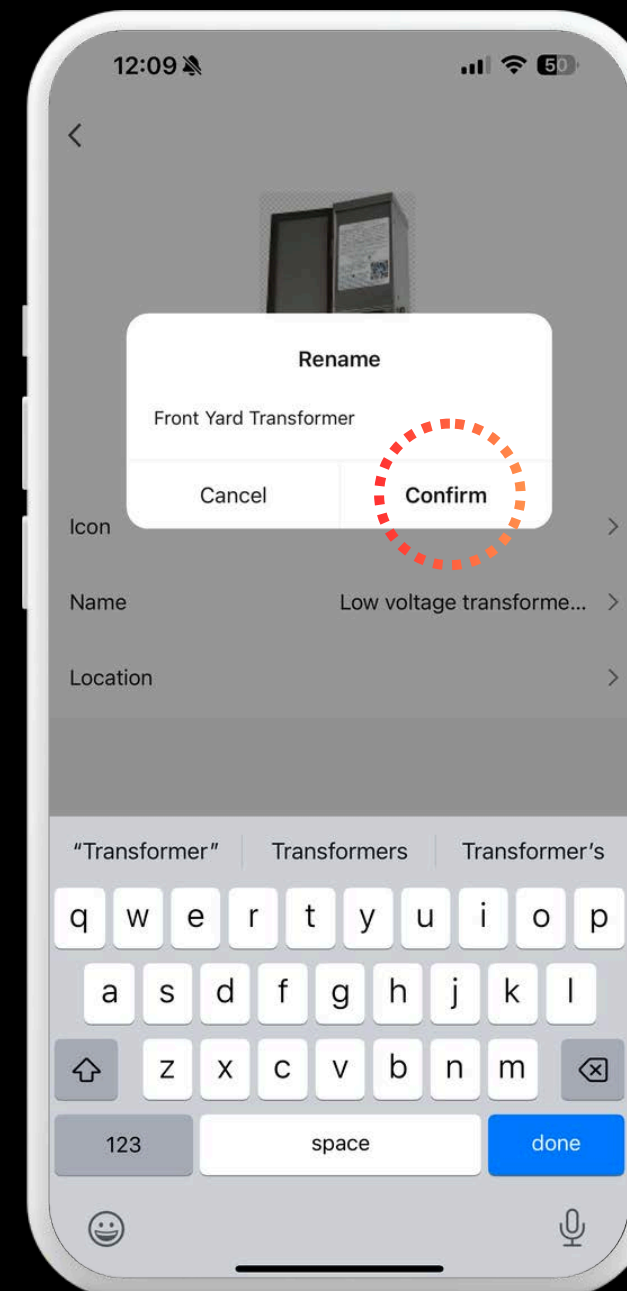 12:09
50
Rename
Front Yard Transformer
Cancel Confirm
Icon
Name Low voltage transforme...
Location
“Transformer” Transformers Transformer’s
q w e r t y u i o p
a s d f g h j k l
z x c v b n m
123 space done